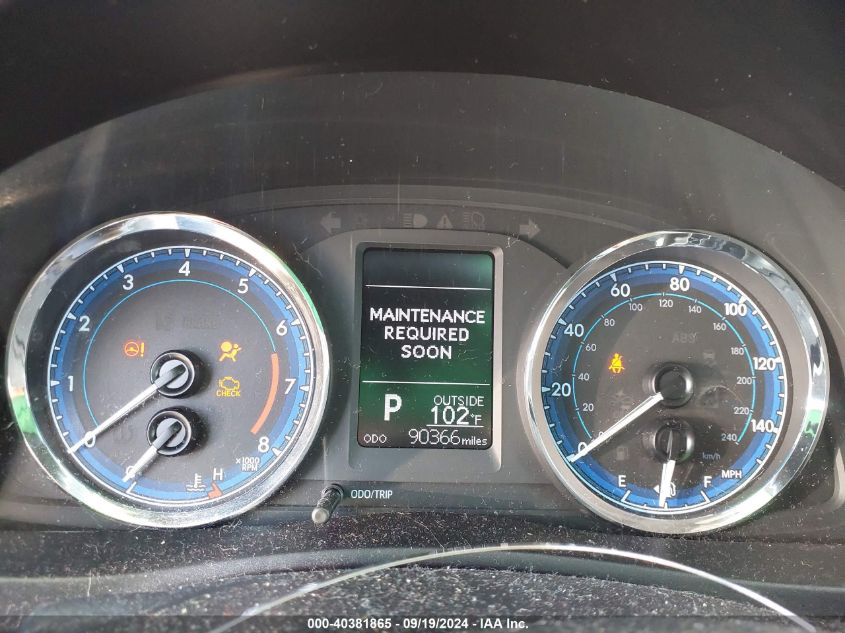 4
3
5
2
6
1
7
0
8
CHECK
×1000
RPM
H
MAINTENANCE
REQUIRED
SOON
P
OUTSIDE
102°F
ODO 90366 miles
ODO/TRIP
80
60
100
40
120
20
140
0
MPH
100
120
140
80
160
60
180
40
200
20
220
0
240
km/h
ABS
E
F
000-40381865 - 09/19/2024 - IAA Inc.